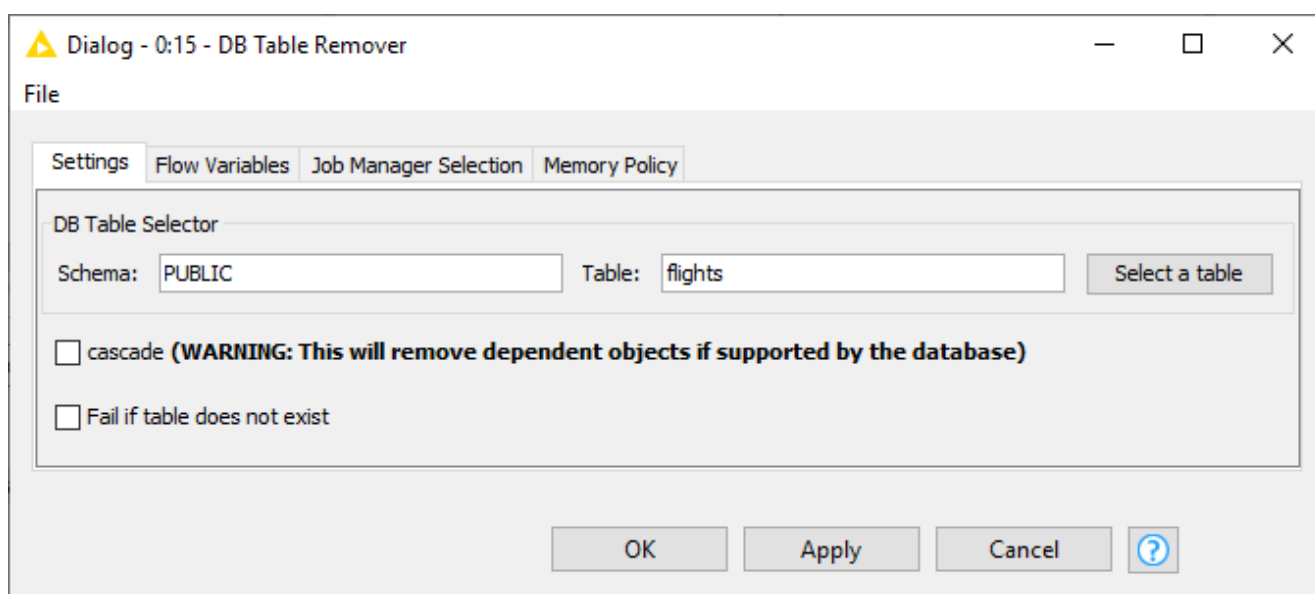 Dialog - 0:15 - DB Table Remover
File
Settings Flow Variables Job Manager Selection Memory Policy
DB Table Selector
Schema: PUBLIC Table: flights Select a table
cascade (WARNING: This will remove dependent objects if supported by the database)
Fail if table does not exist
OK Apply Cancel ?